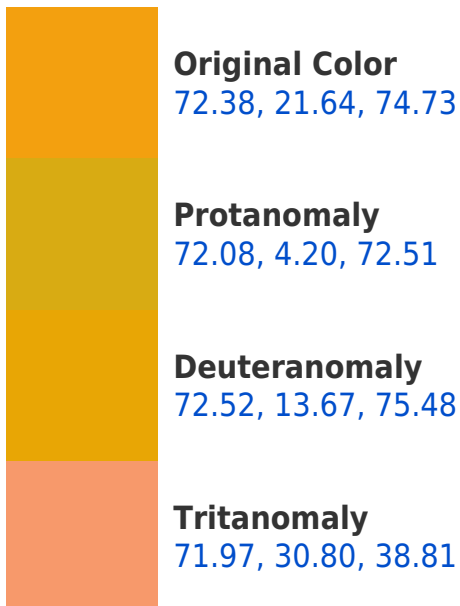 Original Color
72.38, 21.64, 74.73
Protanomaly
72.08, 4.20, 72.51
Deuteranomaly
72.52, 13.67, 75.48
Tritanomaly
71.97, 30.80, 38.81